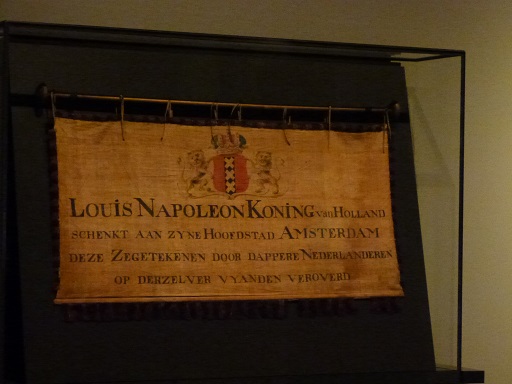 LOUIS NAPOLEON KONING van HOLLAND
SCHENKT AAN ZYNE HOOFDSTAD AMSTERDAM
DEZE ZEGETEKENEN DOOR DAPPERE NEDERLANDEREN
OP DERZELVER VYANDEN VEROVERD